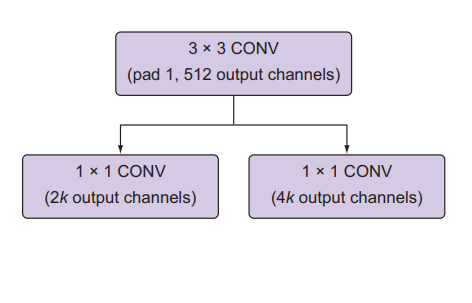 3 × 3 CONV
(pad 1, 512 output channels)
1 × 1 CONV
(2k output channels)
1 × 1 CONV
(4k output channels)